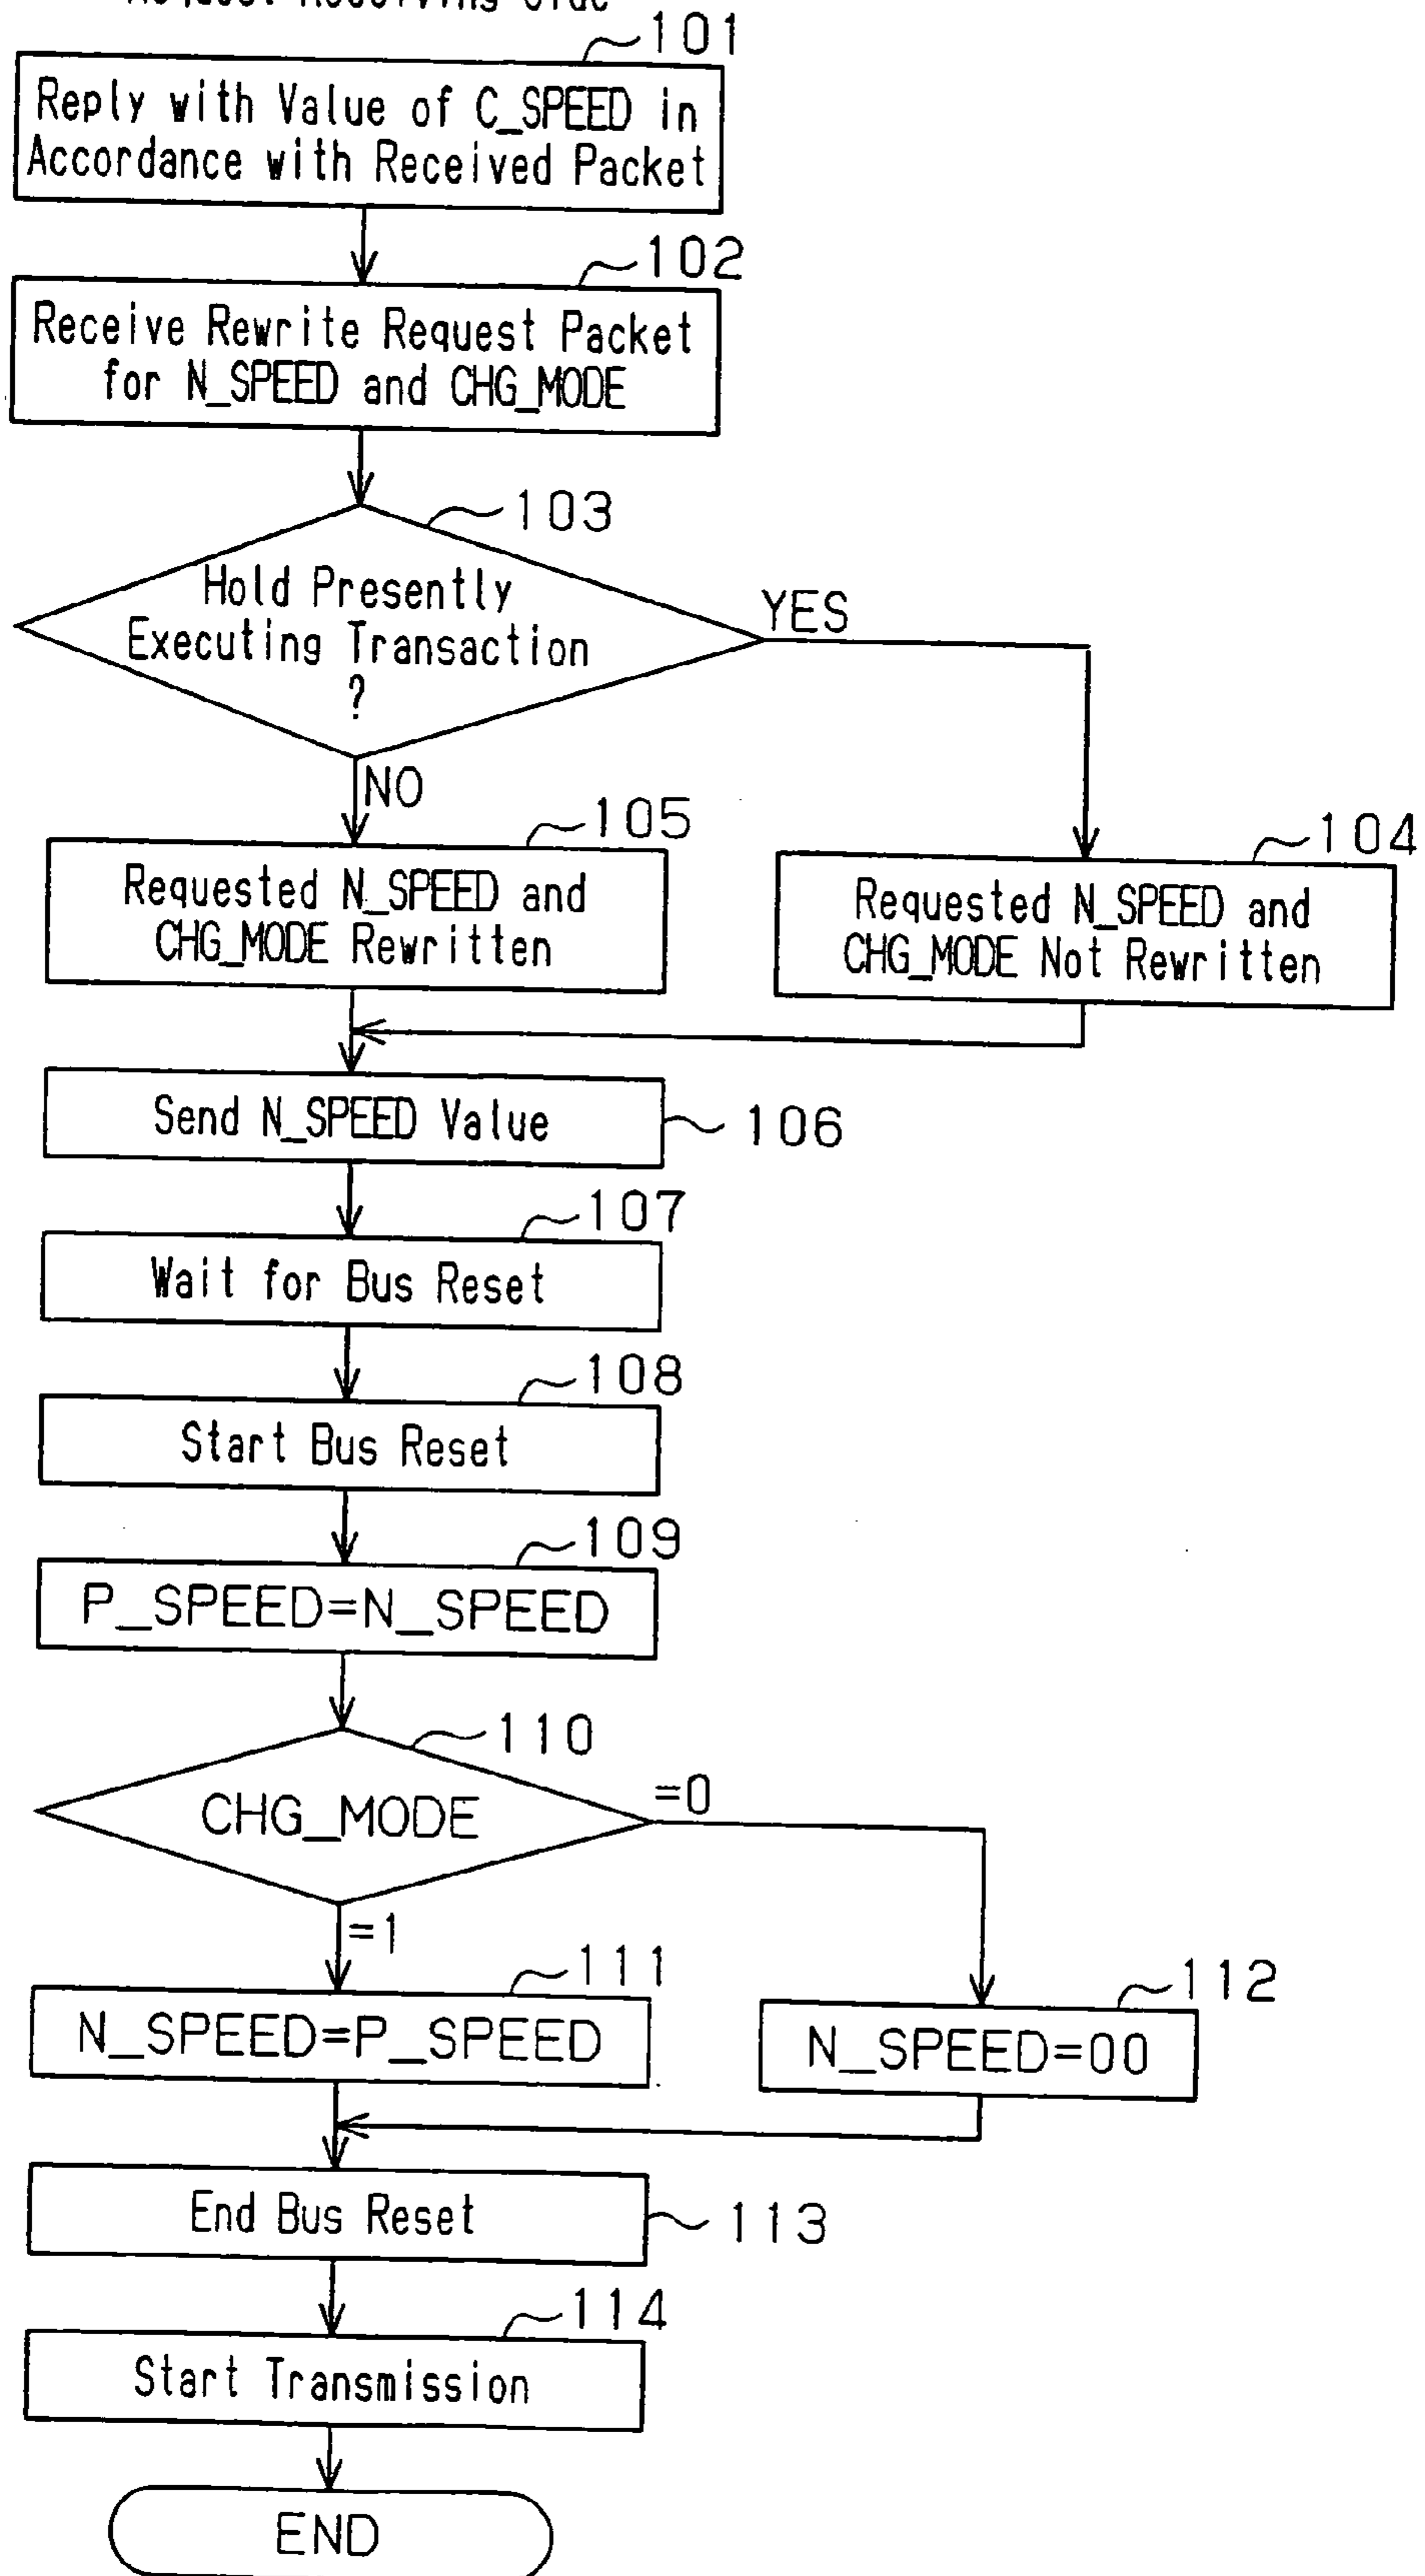 Receiving Side
101
Reply with Value of C_SPEED in
Accordance with Received Packet
102
Receive Rewrite Request Packet
for N_SPEED and CHG_MODE
103
Hold Presently
Executing Transaction
?
YES
NO
105
Requested N_SPEED and
CHG_MODE Rewritten
104
Requested N_SPEED and
CHG_MODE Not Rewritten
Send N_SPEED Value
106
107
Wait for Bus Reset
108
Start Bus Reset
109
P_SPEED=N_SPEED
110
CHG_MODE
=0
=1
111
N_SPEED=P_SPEED
112
N_SPEED=00
End Bus Reset
113
114
Start Transmission
END